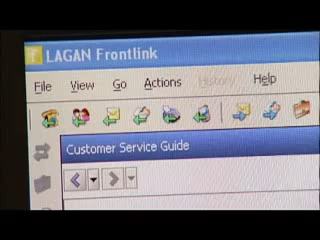 LAGAN Frontlink
File View Go Actions History Help
Customer Service Guide